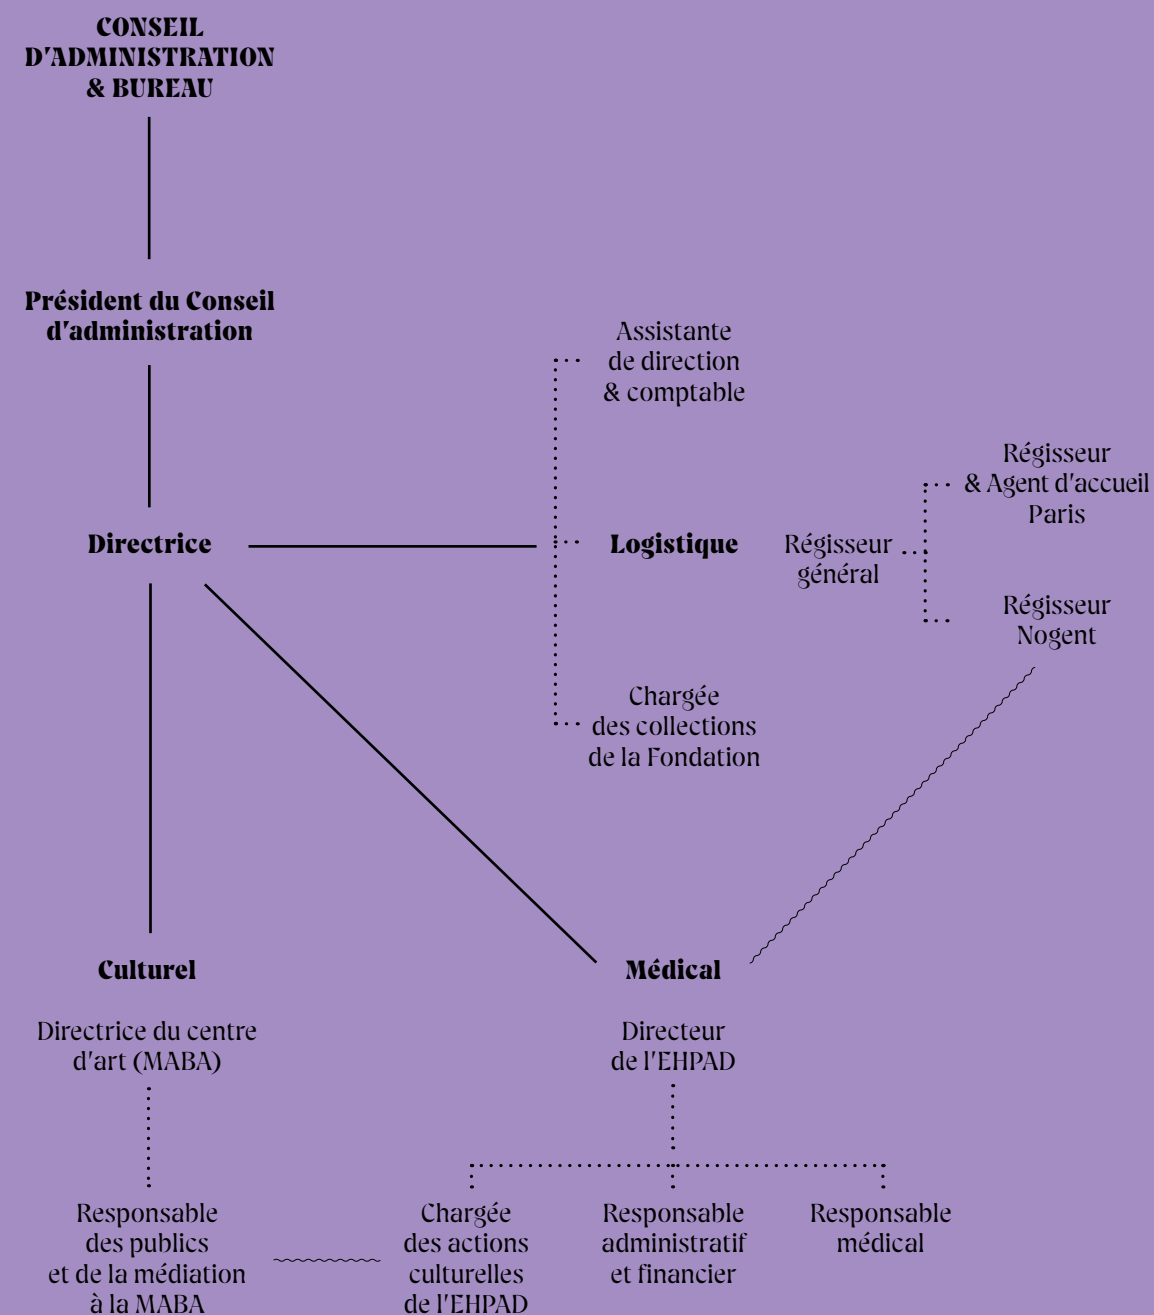 CONSEIL
D'ADMINISTRATION
& BUREAU
Président du Conseil
d'administration
Assistante
de direction
& comptable
Régisseur
& Agent d'accueil
Paris
Directrice
Logistique
Régisseur
général
Régisseur
Nogent
Chargée
des collections
de la Fondation
Culturel
Médical
Directrice du centre
d'art (MABA)
Directeur
de l'EHPAD
Responsable
des publics
et de la médiation
à la MABA
Chargée
des actions
culturelles
de l'EHPAD
Responsable
administratif
et financier
Responsable
médical